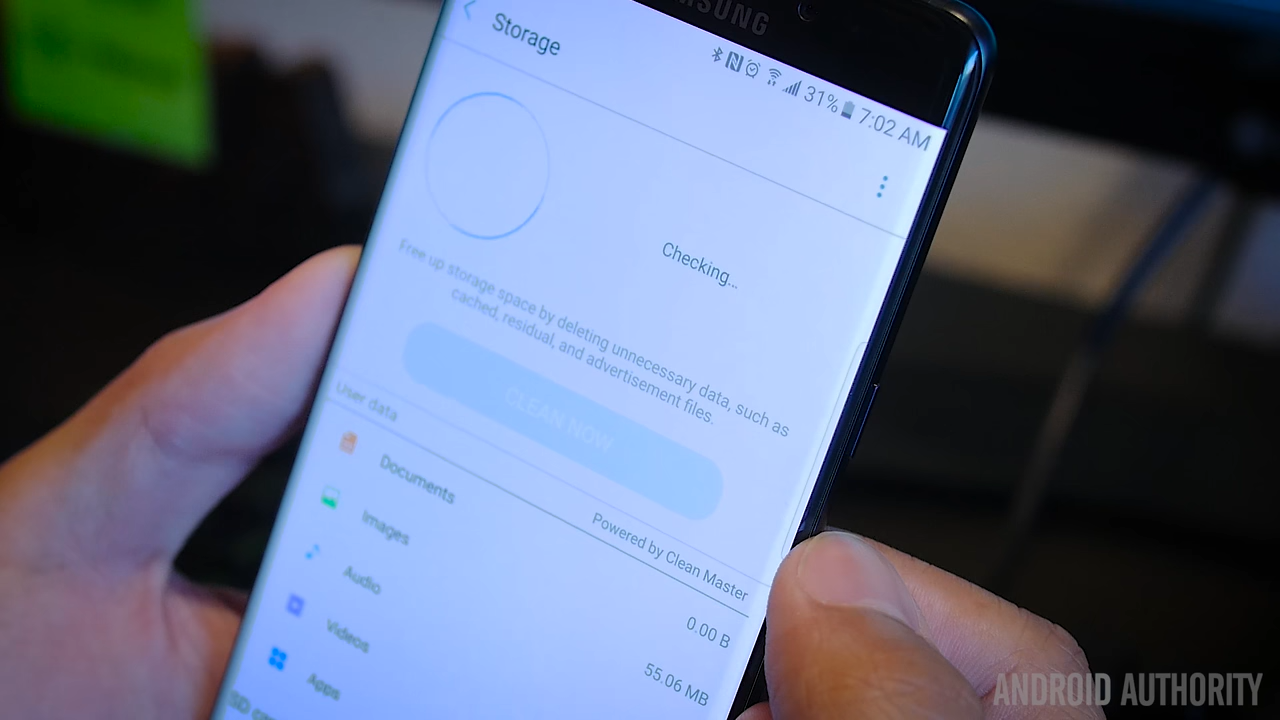 SAMSUNG
Storage
31% 7:02 AM
Checking...
Free up storage space by deleting unnecessary data, such as
cached, residual, and advertisement files.
CLEAN NOW
Powered by Clean Master
User data
Documents
0.00 B
Images
55.06 MB
Audio
Videos
Apps
SD
ANDROID AUTHORITY